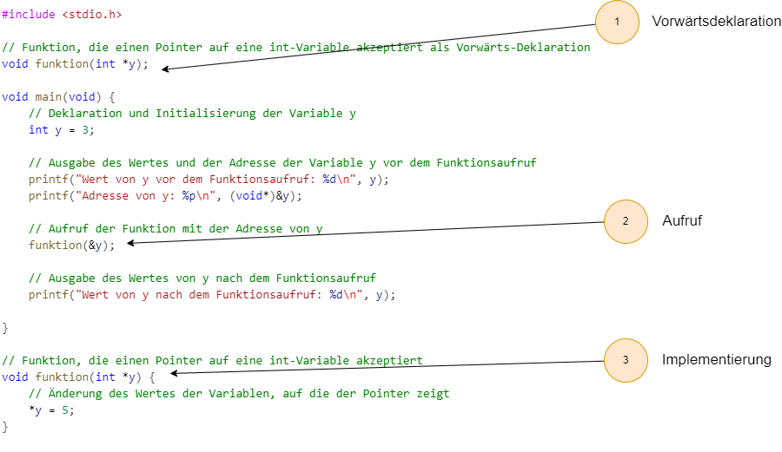 #include <stdio.h>
1 Vorwärtsdeklaration
// Funktion, die einen Pointer auf eine int-Variable akzeptiert als Vorwärts-Deklaration
void funktion(int *y);
void main(void) {
// Deklaration und Initialisierung der Variable y
int y = 3;
// Ausgabe des Wertes und der Adresse der Variable y vor dem Funktionsaufruf
printf("Wert von y vor dem Funktionsaufruf: %d\n", y);
printf("Adresse von y: %p\n", (void*)&y);
// Aufruf der Funktion mit der Adresse von y
2 Aufruf
funktion(&y);
// Ausgabe des Wertes von y nach dem Funktionsaufruf
printf("Wert von y nach dem Funktionsaufruf: %d\n", y);
}
// Funktion, die einen Pointer auf eine int-Variable akzeptiert
3 Implementierung
void funktion(int *y) {
// Änderung des Wertes der Variablen, auf die der Pointer zeigt
*y = 5;
}